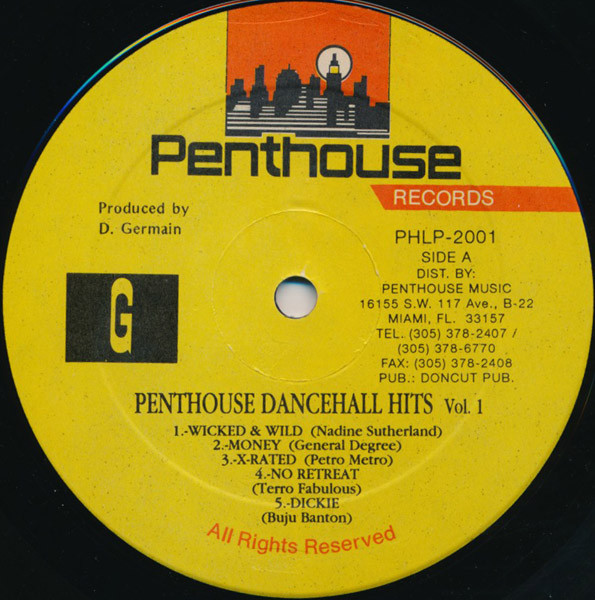 Penthouse
RECORDS
Produced by
D. Germain
PHLP-2001
SIDE A
DIST. BY:
PENTHOUSE MUSIC
16155 S.W. 117 Ave., B-22
MIAMI, FL. 33157
TEL. (305) 378-2407 /
(305) 378-6770
FAX: (305) 378-2408
PUB.: DONCUT PUB.
G
PENTHOUSE DANCEHALL HITS Vol. 1
1.-WICKED & WILD (Nadine Sutherland)
2.-MONEY (General Degree)
3.-X-RATED (Petro Metro)
4.-NO RETREAT
(Terro Fabulous)
5.-DICKIE
(Buju Banton)
All Rights Reserved